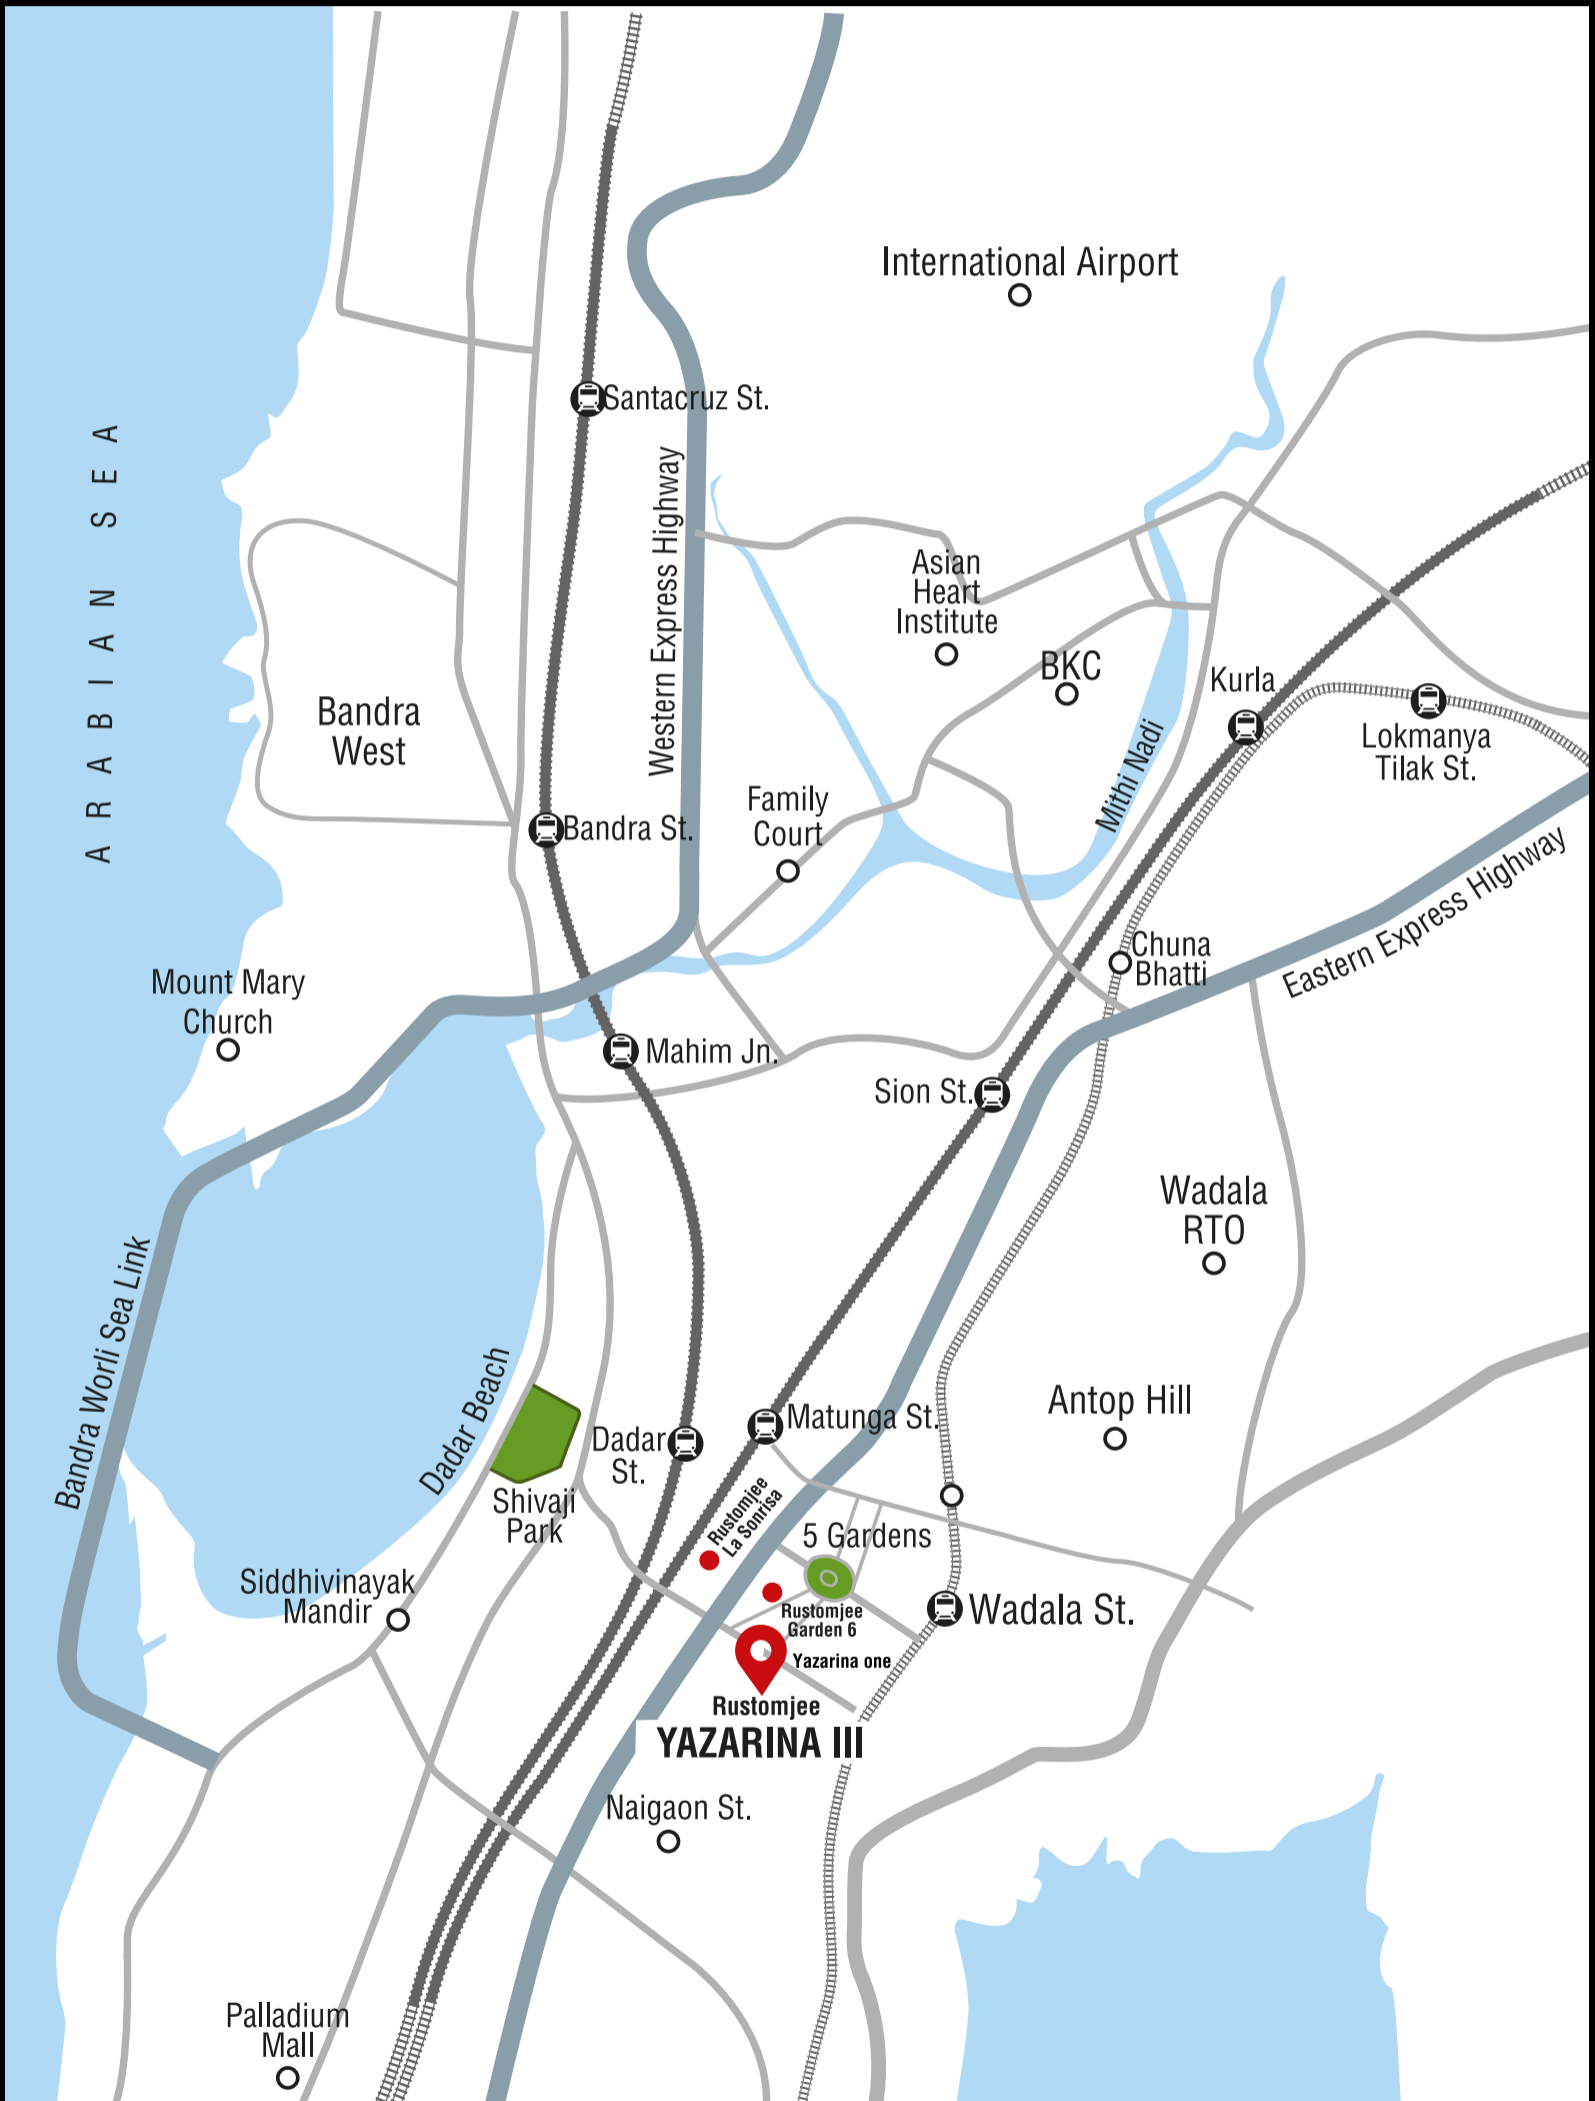 International Airport
Santacruz St.
ARABIAN SEA
Western Express Highway
Asian
Heart
Institute
BKC
Kurla
Lokmanya
Tilak St.
Bandra
West
Mithi Nadi
Family
Court
Bandra St.
Eastern Express Highway
Chuna
Bhatti
Mount Mary
Church
Mahim Jn.
Sion St.
Wadala
RTO
Bandra Worli Sea Link
Dadar Beach
Antop Hill
Matunga St.
Dadar
St.
Shivaji
Park
Rustomjee
La Sonrisa
5 Gardens
Siddhivinayak
Mandir
Rustomjee
Garden 6
Wadala St.
Yazarina one
Rustomjee
YAZARINA III
Naigaon St.
Palladium
Mall